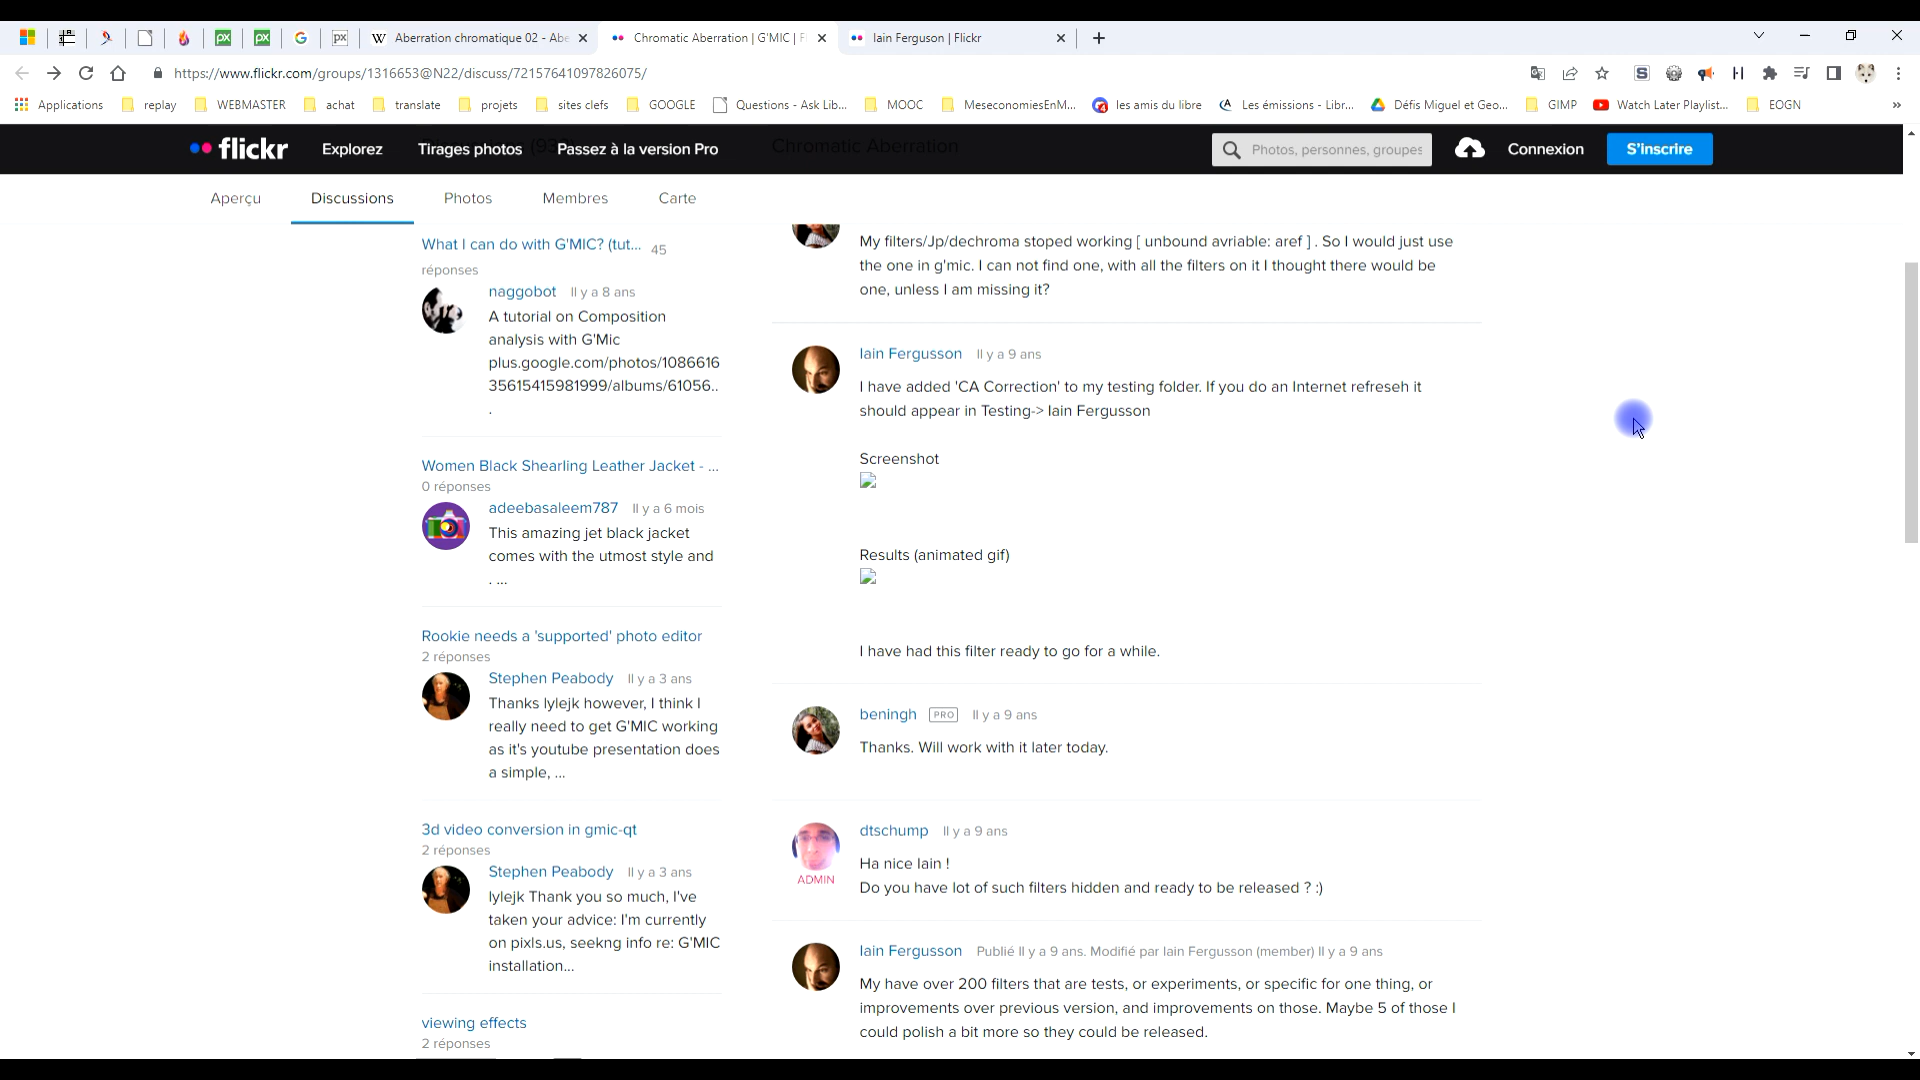 Aberration chromatique 02 - Abe
Chromatic Aberration | G'MIC | F
Iain Ferguson | Flickr
https://www.flickr.com/groups/1316653@N22/discuss/72157641097826075/
Applications
replay
WEBMASTER
achat
translate
projets
sites clefs
GOOGLE
Questions - Ask Lib...
MOOC
MeseconomiesEnM...
les amis du libre
Les émissions - Libr...
Défis Miguel et Geo...
GIMP
Watch Later Playlist...
EOGN
»
flickr
Explorez
Tirages photos
Passez à la version Pro
Chromatic Aberration
Photos, personnes, groupes
Connexion
S'inscrire
Aperçu
Discussions
Photos
Membres
Carte
What I can do with G'MIC? (tut... 45
réponses
naggobot Il y a 8 ans
A tutorial on Composition
analysis with G'Mic
plus.google.com/photos/1086616
35615415981999/albums/61056..
.
Women Black Shearling Leather Jacket - ...
0 réponses
adeebasaleem787 Il y a 6 mois
This amazing jet black jacket
comes with the utmost style and
. ...
Rookie needs a 'supported' photo editor
2 réponses
Stephen Peabody Il y a 3 ans
Thanks lylejk however, I think I
really need to get G'MIC working
as it's youtube presentation does
a simple, ...
3d video conversion in gmic-qt
2 réponses
Stephen Peabody Il y a 3 ans
lylejk Thank you so much, I've
taken your advice: I'm currently
on pixls.us, seekng info re: G'MIC
installation...
viewing effects
2 réponses
My filters/Jp/dechroma stoped working [ unbound avriable: aref ] . So I would just use
the one in g'mic. I can not find one, with all the filters on it I thought there would be
one, unless I am missing it?
Iain Fergusson Il y a 9 ans
I have added 'CA Correction' to my testing folder. If you do an Internet refreseh it
should appear in Testing-> Iain Fergusson
Screenshot
Results (animated gif)
I have had this filter ready to go for a while.
beningh PRO Il y a 9 ans
Thanks. Will work with it later today.
dtschump Il y a 9 ans
ADMIN
Ha nice Iain !
Do you have lot of such filters hidden and ready to be released ? :)
Iain Fergusson Publié Il y a 9 ans. Modifié par Iain Fergusson (member) Il y a 9 ans
My have over 200 filters that are tests, or experiments, or specific for one thing, or
improvements over previous version, and improvements on those. Maybe 5 of those I
could polish a bit more so they could be released.